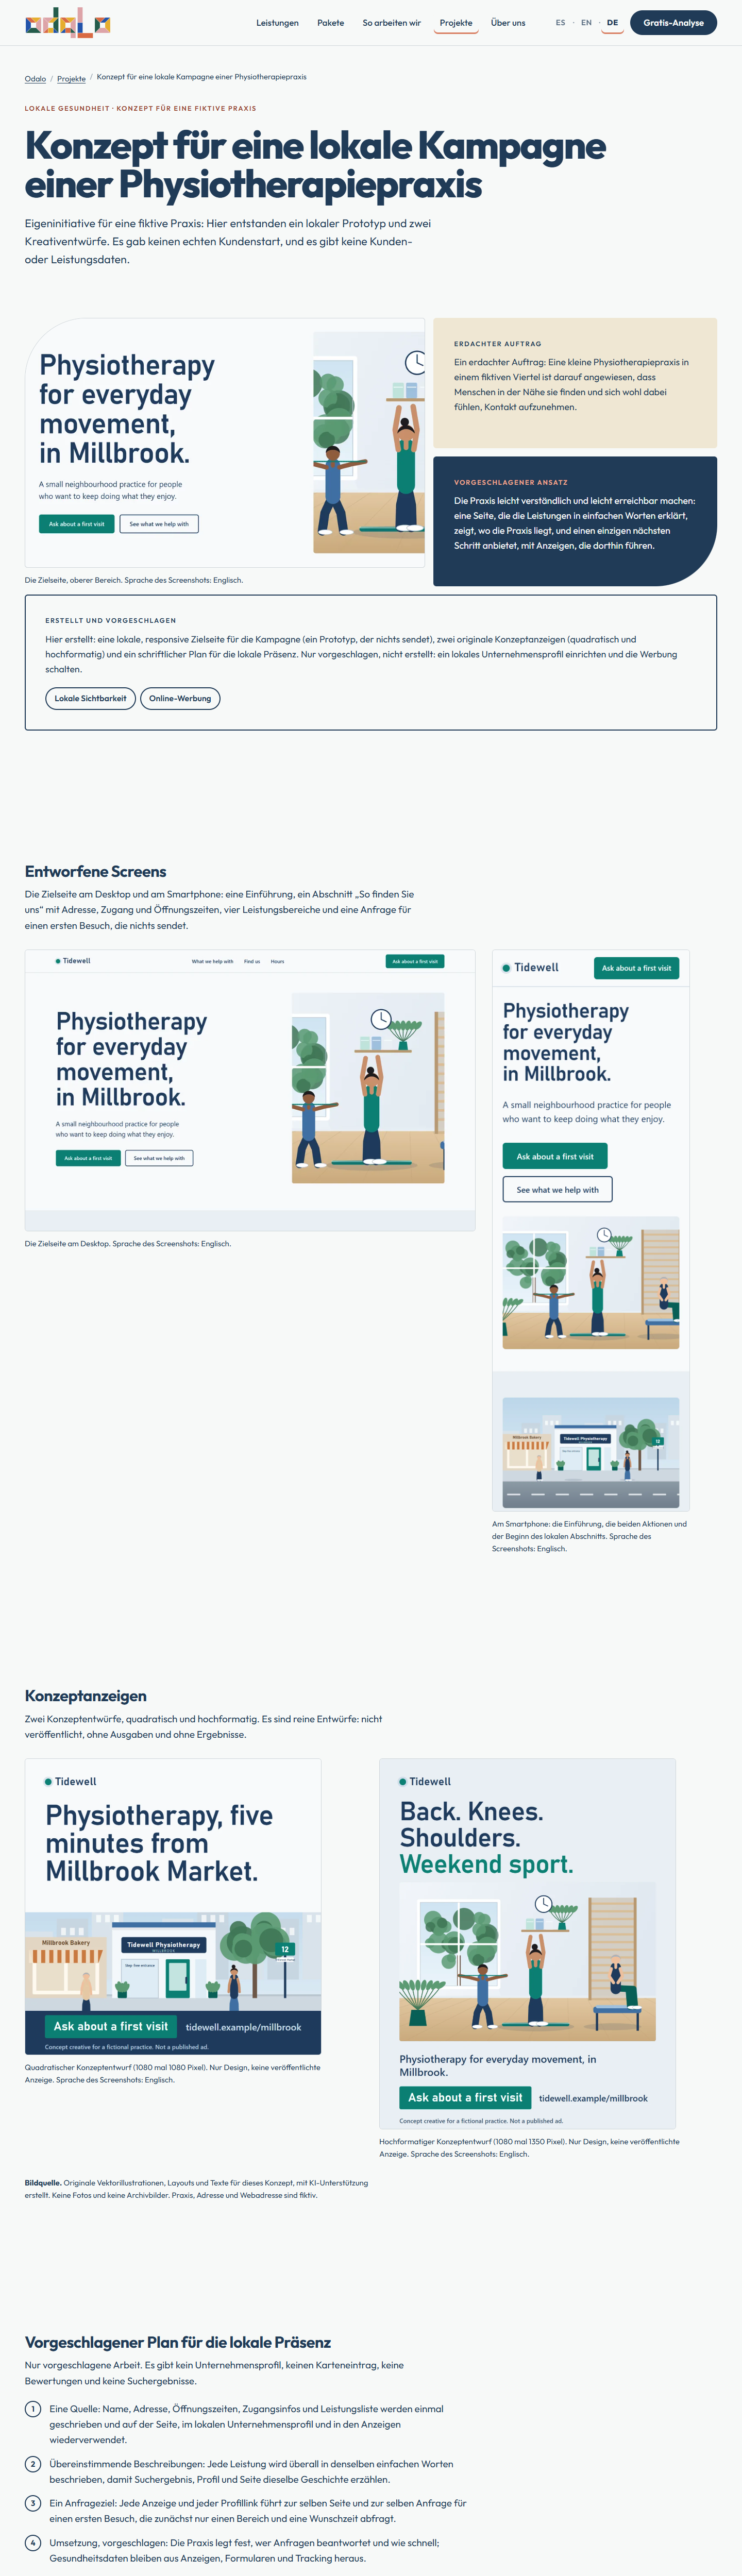 odalo
Leistungen
Pakete
So arbeiten wir
Projekte
Über uns
ES · EN · DE
Gratis-Analyse
Odalo / Projekte / Konzept für eine lokale Kampagne einer Physiotherapiepraxis
LOKALE GESUNDHEIT · KONZEPT FÜR EINE FIKTIVE PRAXIS
Konzept für eine lokale Kampagne
einer Physiotherapiepraxis
Eigeninitiative für eine fiktive Praxis: Hier entstanden ein lokaler Prototyp und zwei
Kreativentwürfe. Es gab keinen echten Kundenstart, und es gibt keine Kunden-
oder Leistungsdaten.
Physiotherapy
for everyday
movement,
in Millbrook.
A small neighbourhood practice for people
who want to keep doing what they enjoy.
Ask about a first visit
See what we help with
Die Zielseite, oberer Bereich. Sprache des Screenshots: Englisch.
ERDACHTER AUFTRAG
Ein erdachter Auftrag: Eine kleine Physiotherapiepraxis in
einem fiktiven Viertel ist darauf angewiesen, dass
Menschen in der Nähe sie finden und sich wohl dabei
fühlen, Kontakt aufzunehmen.
VORGESCHLAGENER ANSATZ
Die Praxis leicht verständlich und leicht erreichbar machen:
eine Seite, die die Leistungen in einfachen Worten erklärt,
zeigt, wo die Praxis liegt, und einen einzigen nächsten
Schritt anbietet, mit Anzeigen, die dorthin führen.
ERSTELLT UND VORGESCHLAGEN
Hier erstellt: eine lokale, responsive Zielseite für die Kampagne (ein Prototyp, der nichts sendet), zwei originale Konzeptanzeigen (quadratisch und
hochformatig) und ein schriftlicher Plan für die lokale Präsenz. Nur vorgeschlagen, nicht erstellt: ein lokales Unternehmensprofil einrichten und die Werbung
schalten.
Lokale Sichtbarkeit
Online-Werbung
Entworfene Screens
Die Zielseite am Desktop und am Smartphone: eine Einführung, ein Abschnitt „So finden Sie
uns“ mit Adresse, Zugang und Öffnungszeiten, vier Leistungsbereiche und eine Anfrage für
einen ersten Besuch, die nichts sendet.
Tidewell
What we help with
Find us
Hours
Ask about a first visit
Physiotherapy
for everyday
movement,
in Millbrook.
A small neighbourhood practice for people
who want to keep doing what they enjoy.
Ask about a first visit
See what we help with
Die Zielseite am Desktop. Sprache des Screenshots: Englisch.
Tidewell
Ask about a first visit
Physiotherapy
for everyday
movement,
in Millbrook.
A small neighbourhood practice for people
who want to keep doing what they enjoy.
Ask about a first visit
See what we help with
Millbrook Bakery
Tidewell Physiotherapy
12
Am Smartphone: die Einführung, die beiden Aktionen und
der Beginn des lokalen Abschnitts. Sprache des
Screenshots: Englisch.
Konzeptanzeigen
Zwei Konzeptentwürfe, quadratisch und hochformatig. Es sind reine Entwürfe: nicht
veröffentlicht, ohne Ausgaben und ohne Ergebnisse.
Tidewell
Physiotherapy, five
minutes from
Millbrook Market.
Millbrook Bakery
Tidewell Physiotherapy
MILLBROOK
Step-free entrance
12
Ask about a first visit
tidewell.example/millbrook
Concept creative for a fictional practice. Not a published ad.
Quadratischer Konzeptentwurf (1080 mal 1080 Pixel). Nur Design, keine veröffentlichte
Anzeige. Sprache des Screenshots: Englisch.
Tidewell
Back. Knees.
Shoulders.
Weekend sport.
Physiotherapy for everyday movement, in
Millbrook.
Ask about a first visit
tidewell.example/millbrook
Concept creative for a fictional practice. Not a published ad.
Hochformatiger Konzeptentwurf (1080 mal 1350 Pixel). Nur Design, keine veröffentlichte
Anzeige. Sprache des Screenshots: Englisch.
Bildquelle. Originale Vektorillustrationen, Layouts und Texte für dieses Konzept, mit KI-Unterstützung
erstellt. Keine Fotos und keine Archivbilder. Praxis, Adresse und Webadresse sind fiktiv.
Vorgeschlagener Plan für die lokale Präsenz
Nur vorgeschlagene Arbeit. Es gibt kein Unternehmensprofil, keinen Karteneintrag, keine
Bewertungen und keine Suchergebnisse.
1 Eine Quelle: Name, Adresse, Öffnungszeiten, Zugangsinfos und Leistungsliste werden einmal
geschrieben und auf der Seite, im lokalen Unternehmensprofil und in den Anzeigen
wiederverwendet.
2 Übereinstimmende Beschreibungen: Jede Leistung wird überall in denselben einfachen Worten
beschrieben, damit Suchergebnis, Profil und Seite dieselbe Geschichte erzählen.
3 Ein Anfrageziel: Jede Anzeige und jeder Profillink führt zur selben Seite und zur selben Anfrage für
einen ersten Besuch, die zunächst nur einen Bereich und eine Wunschzeit abfragt.
4 Umsetzung, vorgeschlagen: Die Praxis legt fest, wer Anfragen beantwortet und wie schnell;
Gesundheitsdaten bleiben aus Anzeigen, Formularen und Tracking heraus.